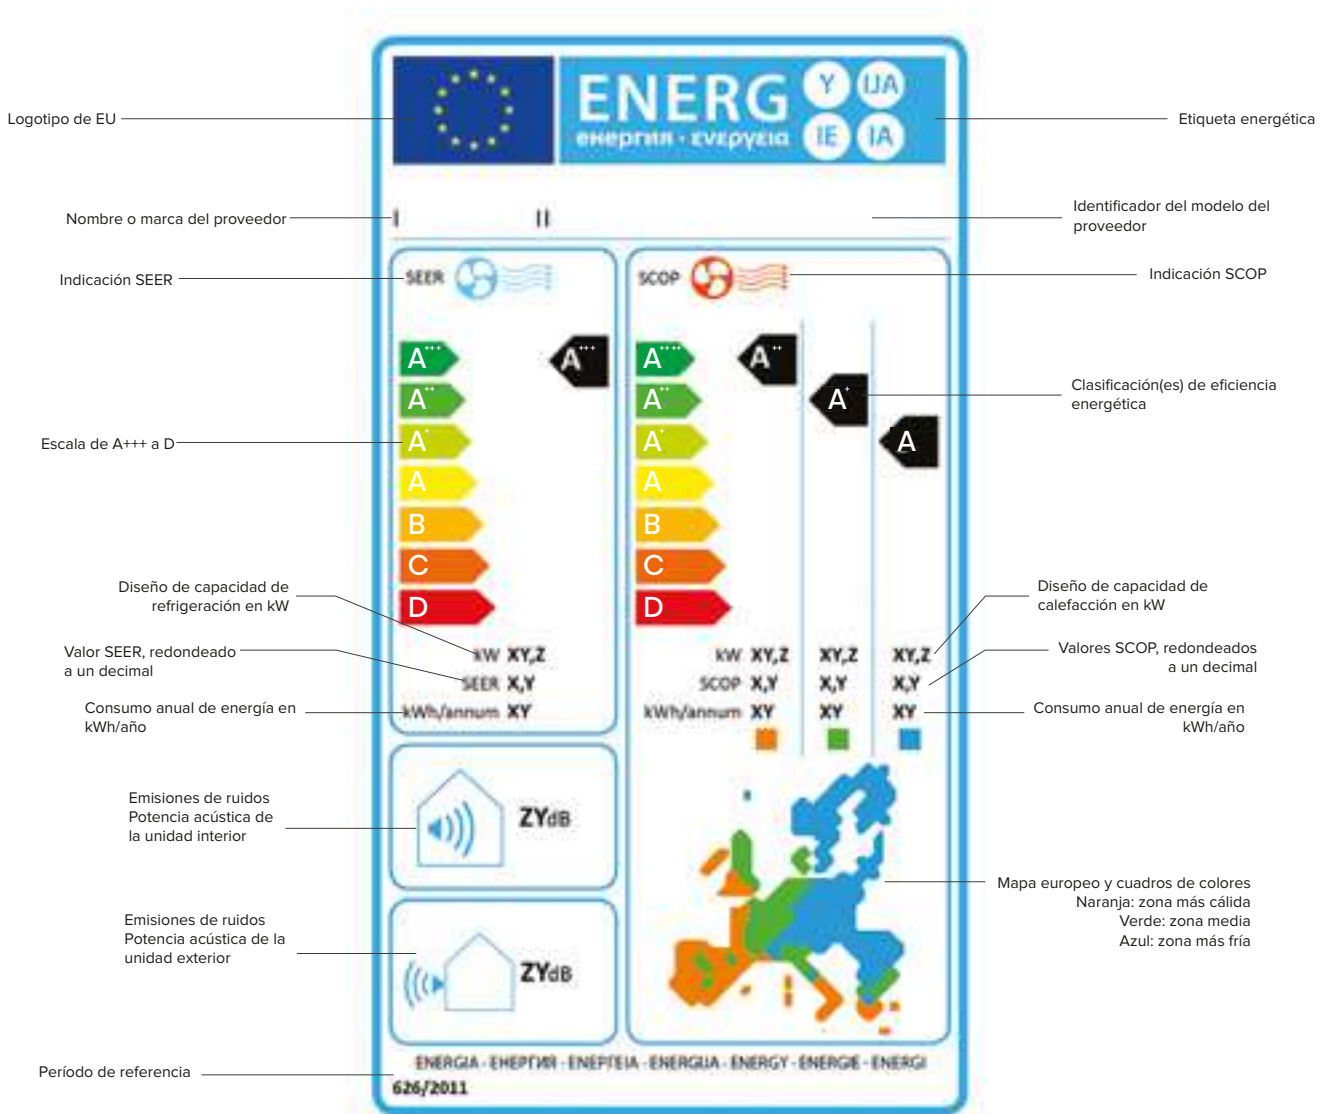 ENERG Y IJA
енергия · ενεργεια IE IA
Logotipo de EU
Etiqueta energética
Nombre o marca del proveedor
I II
Identificador del modelo del
proveedor
Indicación SEER
SEER
SCOP
Indicación SCOP
A+++
A++
A+
A
B
C
D
A+++
A++++
A++
A+
A
B
C
D
A++
A+
A
Clasificación(es) de eficiencia
energética
Escala de A+++ a D
Diseño de capacidad de
refrigeración en kW
Valor SEER, redondeado
a un decimal
Consumo anual de energía en
kWh/año
kW XY,Z
SEER X,Y
kWh/annum XY
kW XY,Z XY,Z XY,Z
SCOP X,Y X,Y X,Y
kWh/annum XY XY XY
Diseño de capacidad de
calefacción en kW
Valores SCOP, redondeados
a un decimal
Consumo anual de energía en
kWh/año
Emisiones de ruidos
Potencia acústica de
la unidad interior
ZYdB
Emisiones de ruidos
Potencia acústica de la
unidad exterior
ZYdB
Mapa europeo y cuadros de colores
Naranja: zona más cálida
Verde: zona media
Azul: zona más fría
Período de referencia
ENERGIA · ЕНЕРГИЯ · ΕΝΕΡΓΕΙΑ · ENERGIJA · ENERGY · ENERGIE · ENERGI
626/2011